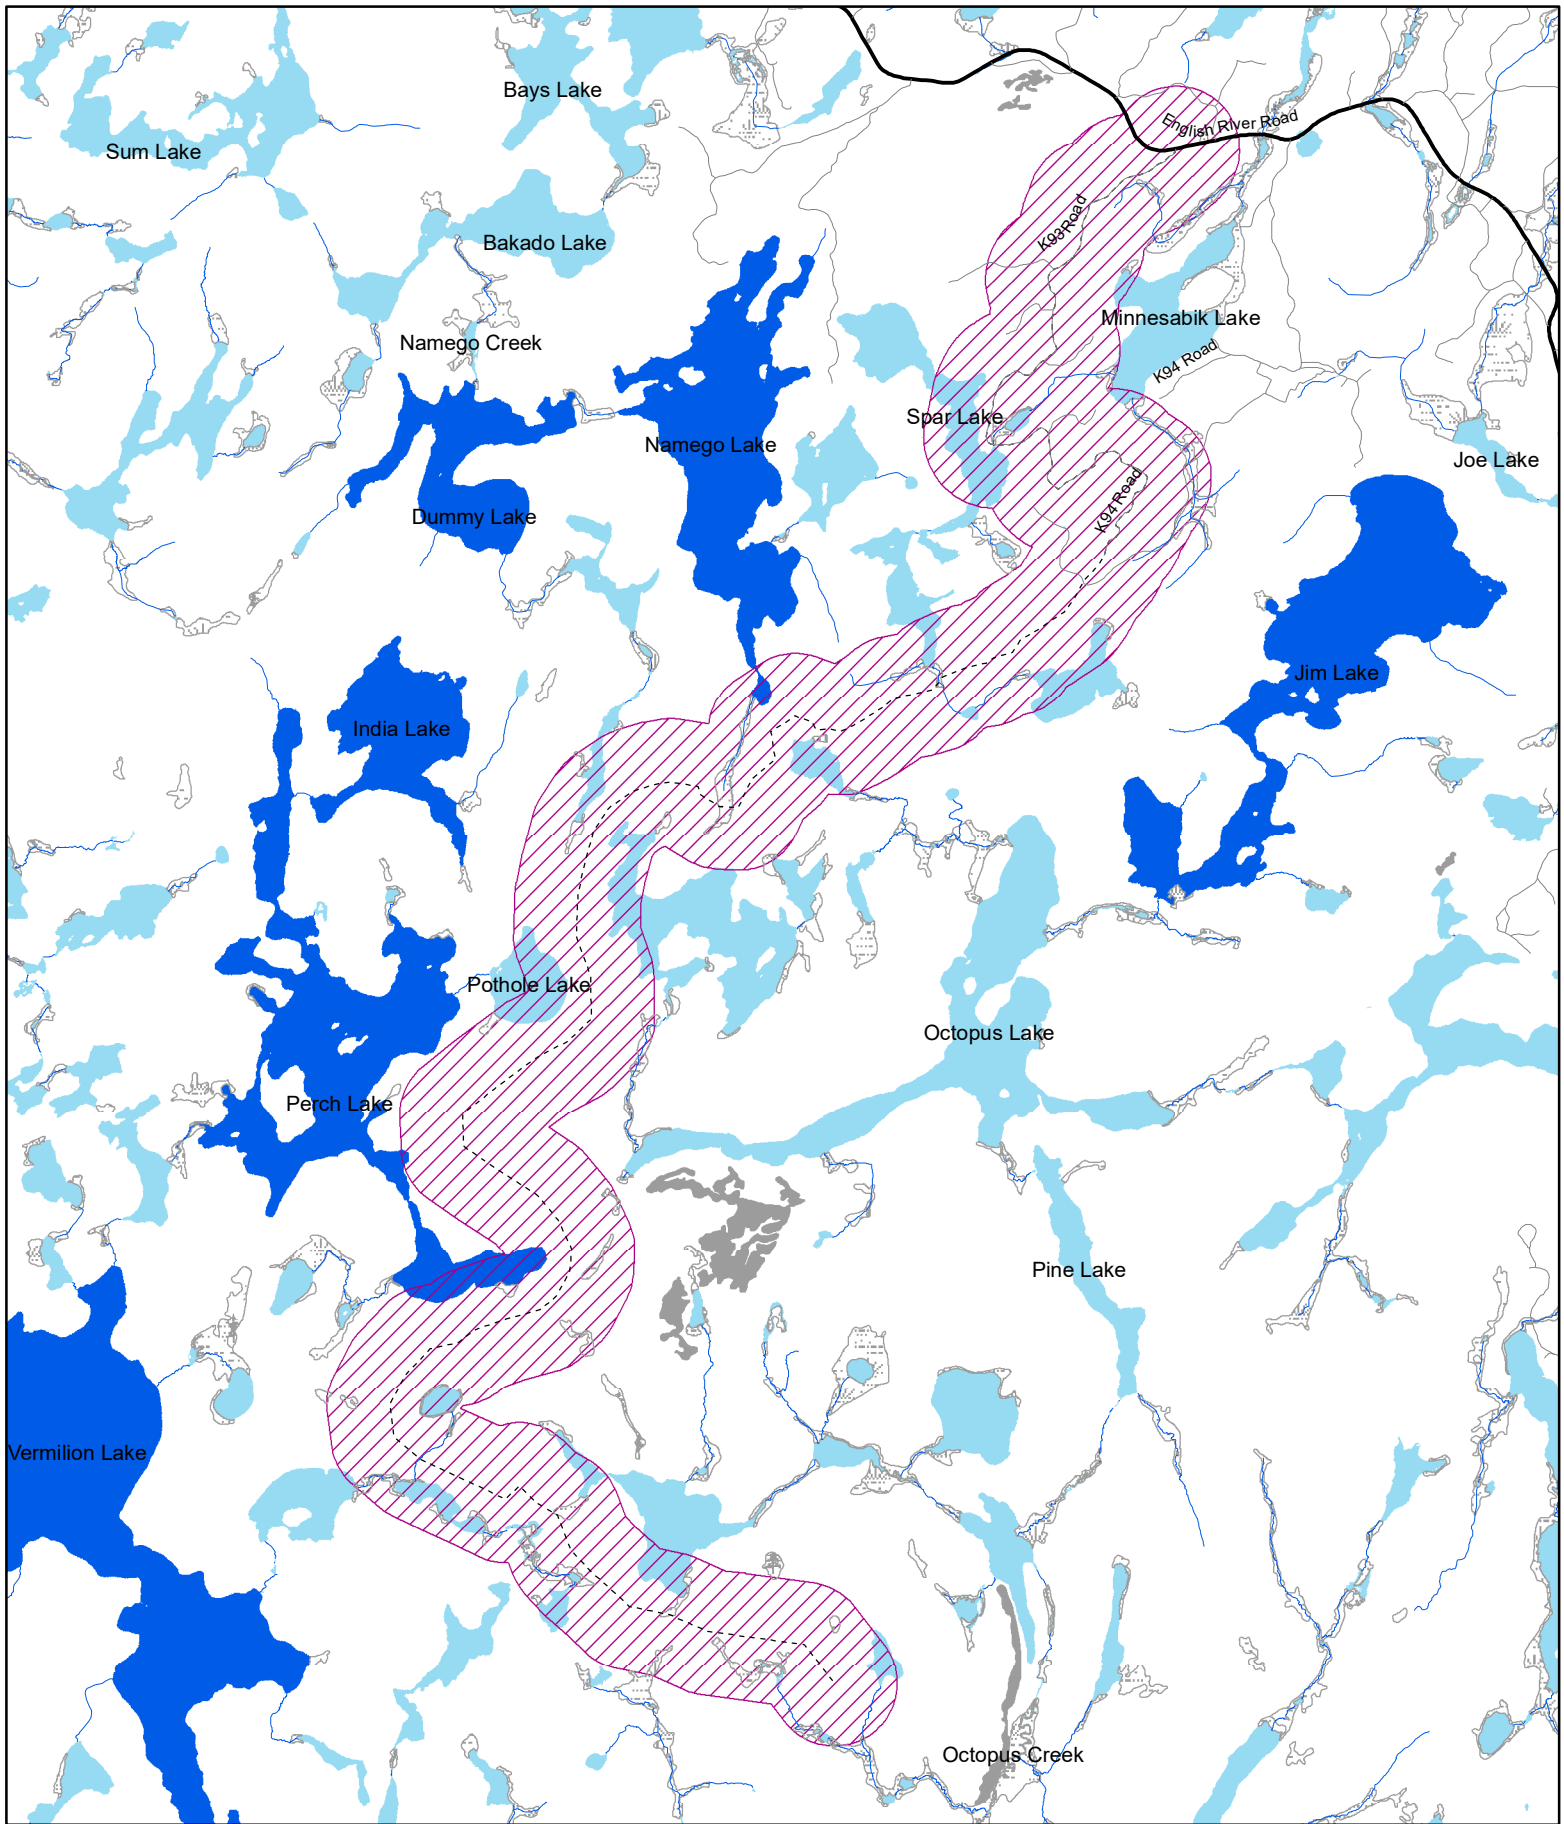 Bays Lake
English River Road
Sum Lake
K93 Road
Bakado Lake
Minnesabik Lake
Namego Creek
K94 Road
Spar Lake
Namego Lake
Joe Lake
K94 Road
Dummy Lake
Jim Lake
India Lake
Pothole Lake
Octopus Lake
Perch Lake
Pine Lake
Vermilion Lake
Octopus Creek